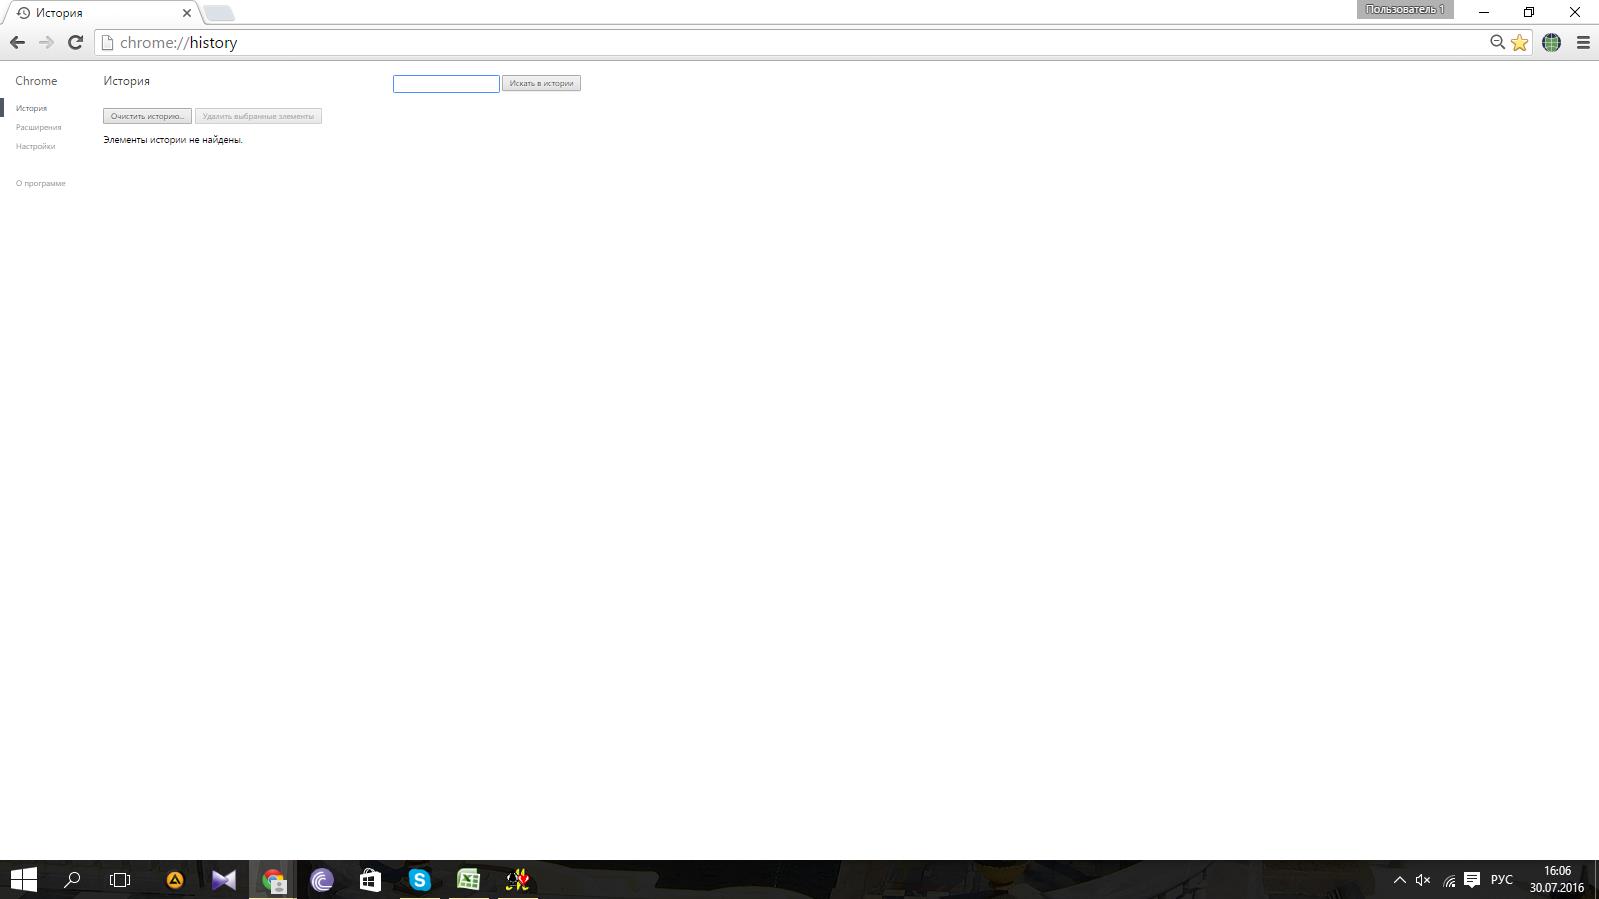 История
Пользователь 1
chrome://history
Chrome
История
Искать в истории
История
Очистить историю...
Удалить выбранные элементы
Расширения
Элементы истории не найдены.
Настройки
О программе
РУС
16:06
30.07.2016